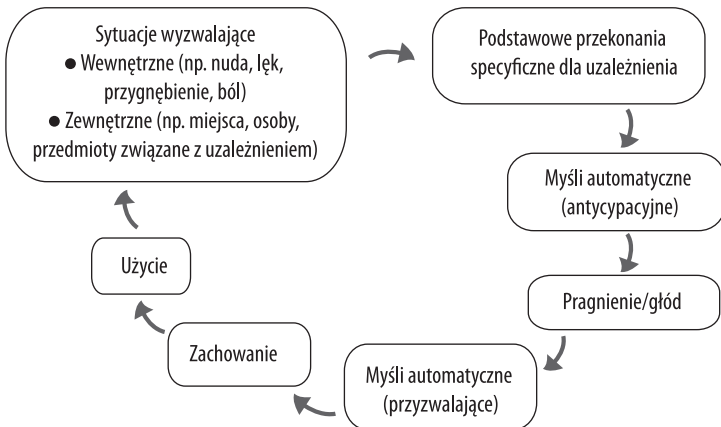 Sytuacje wyzwalające
● Wewnętrzne (np. nuda, lęk,
przygnębienie, ból)
● Zewnętrzne (np. miejsca, osoby,
przedmioty związane z uzależnieniem)
Podstawowe przekonania
specyficzne dla uzależnienia
Myśli automatyczne
(antycypacyjne)
Pragnienie/głód
Myśli automatyczne
(przyzwalające)
Zachowanie
Użycie